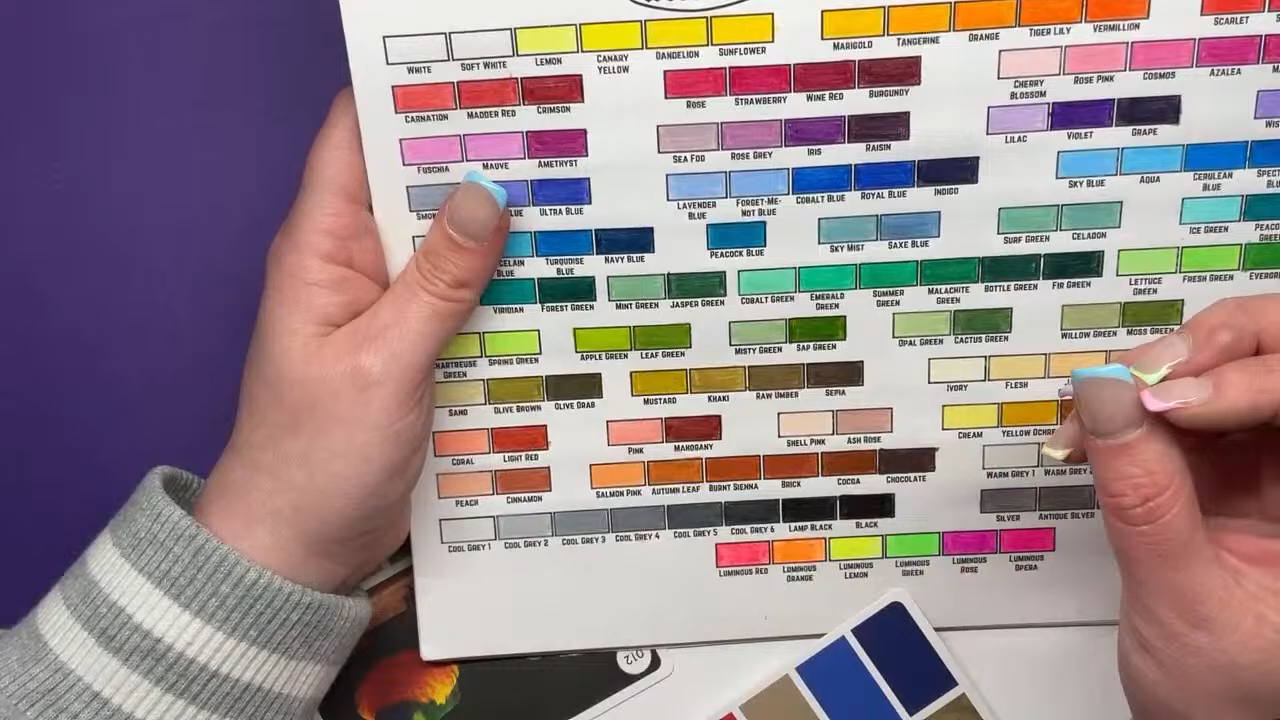 WHITE SOFT WHITE LEMON CANARY YELLOW DANDELION SUNFLOWER MARIGOLD TANGERINE ORANGE TIGER LILY VERMILLION SCARLET
CARNATION MADDER RED CRIMSON ROSE STRAWBERRY WINE RED BURGUNDY CHERRY BLOSSOM ROSE PINK COSMOS AZALEA
FUSCHIA MAUVE AMETHYST SEA FOG ROSE GREY IRIS RAISIN LILAC VIOLET GRAPE
BLUE ULTRA BLUE LAVENDER BLUE FORGET-ME-NOT BLUE COBALT BLUE ROYAL BLUE INDIGO SKY BLUE AQUA CERULEAN BLUE
BLUE TURQUOISE BLUE NAVY BLUE PEACOCK BLUE SKY MIST SAXE BLUE SURF GREEN CELADON ICE GREEN
VIRIDIAN FOREST GREEN MINT GREEN JASPER GREEN COBALT GREEN EMERALD GREEN SUMMER GREEN MALACHITE GREEN BOTTLE GREEN FIR GREEN LETTUCE GREEN FRESH GREEN
CHARTREUSE GREEN SPRING GREEN APPLE GREEN LEAF GREEN MISTY GREEN SAP GREEN OPAL GREEN CACTUS GREEN WILLOW GREEN MOSS GREEN
SAND OLIVE BROWN OLIVE DRAB MUSTARD KHAKI RAW UMBER SEPIA IVORY FLESH
CORAL LIGHT RED PINK MAHOGANY SHELL PINK ASH ROSE CREAM YELLOW OCHRE
PEACH CINNAMON SALMON PINK AUTUMN LEAF BURNT SIENNA BRICK COCOA CHOCOLATE WARM GREY 1 WARM GREY
COOL GREY 1 COOL GREY 2 COOL GREY 3 COOL GREY 4 COOL GREY 5 COOL GREY 6 LAMP BLACK BLACK SILVER ANTIQUE SILVER
LUMINOUS RED LUMINOUS ORANGE LUMINOUS LEMON LUMINOUS GREEN LUMINOUS ROSE LUMINOUS OPERA
012